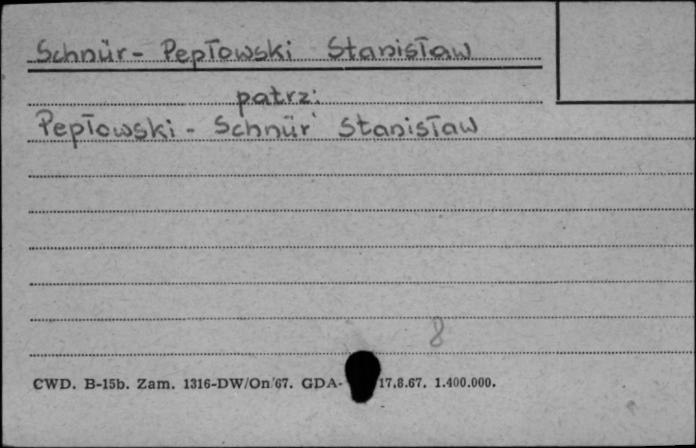 Schnür - Pepłowski Stanisław
patrz:
Pepłowski - Schnür Stanisław
8
CWD. B-15b. Zam. 1316-DW/On/67. GDA- 17.8.67. 1.400.000.